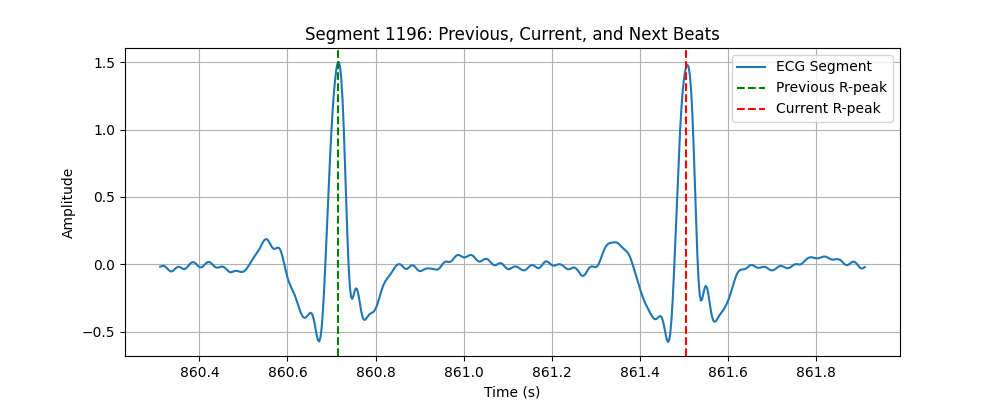 Segment 1196: Previous, Current, and Next Beats
ECG Segment
Previous R-peak
Current R-peak
1.5
1.0
0.5
0.0
−0.5
Amplitude
860.4 860.6 860.8 861.0 861.2 861.4 861.6 861.8
Time (s)